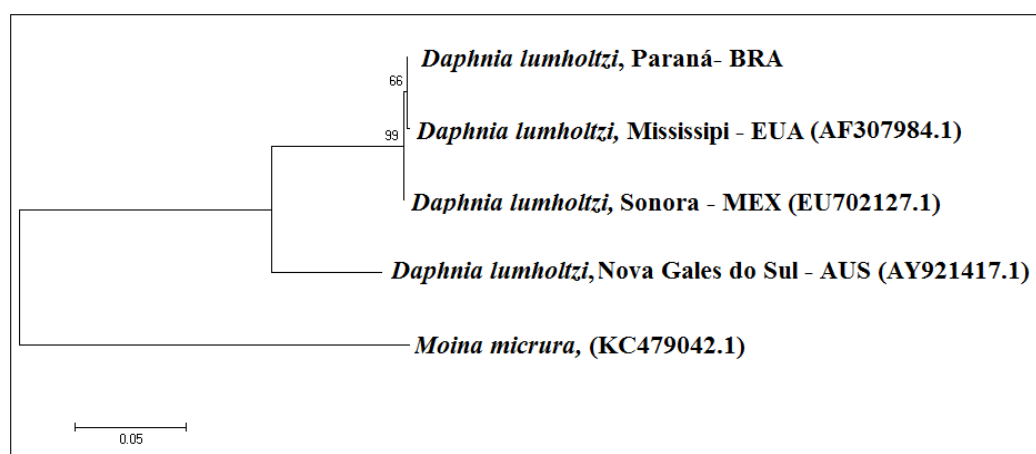 Daphnia lumholtzi, Paraná- BRA
66
Daphnia lumholtzi, Mississipi - EUA (AF307984.1)
99
Daphnia lumholtzi, Sonora - MEX (EU702127.1)
Daphnia lumholtzi, Nova Gales do Sul - AUS (AY921417.1)
Moina micrura, (KC479042.1)
0.05